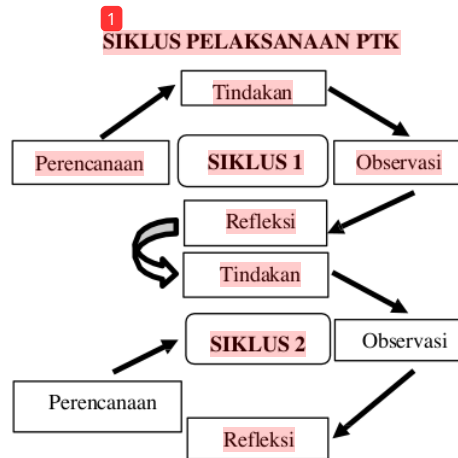 1
SIKLUS PELAKSANAAN PTK
Tindakan
Perencanaan
SIKLUS 1
Observasi
Refleksi
Tindakan
SIKLUS 2
Observasi
Perencanaan
Refleksi